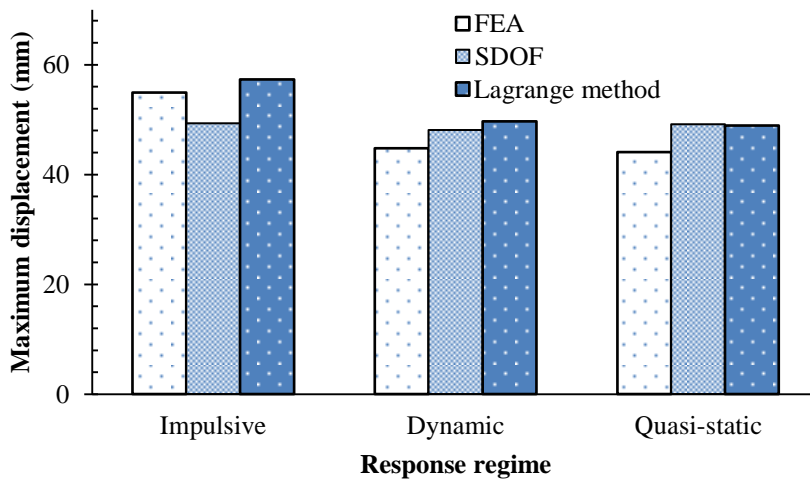 FEA
SDOF
Lagrange method
Maximum displacement (mm)
60
40
20
0
Impulsive
Dynamic
Quasi-static
Response regime